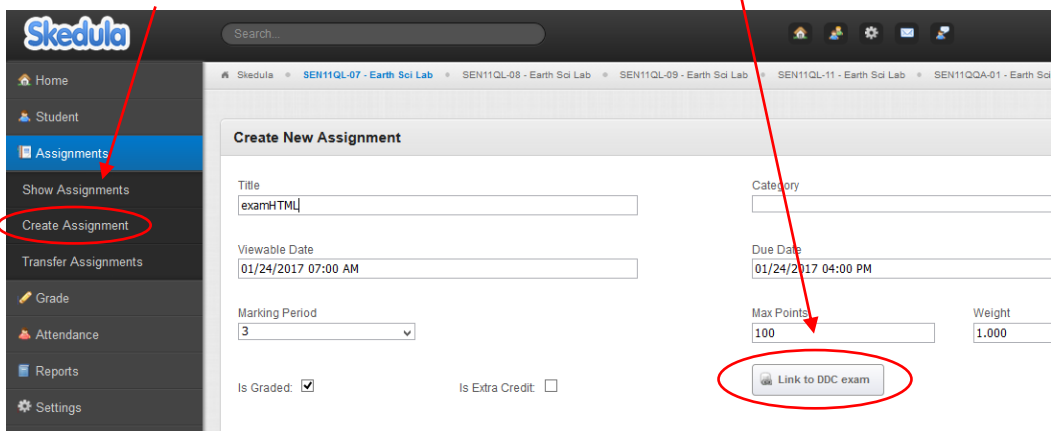 Skedula
Search...
Home
Student
Assignments
Show Assignments
Create Assignment
Transfer Assignments
Grade
Attendance
Reports
Settings
Skedula SEN11QL-07 - Earth Sci Lab SEN11QL-08 - Earth Sci Lab SEN11QL-09 - Earth Sci Lab SEN11QL-11 - Earth Sci Lab SEN11QQA-01 - Earth Sci
Create New Assignment
Title Category
examHTML
Viewable Date Due Date
01/24/2017 07:00 AM 01/24/2017 04:00 PM
Marking Period Max Points Weight
3 100 1.000
Is Graded: Is Extra Credit: Link to DDC exam